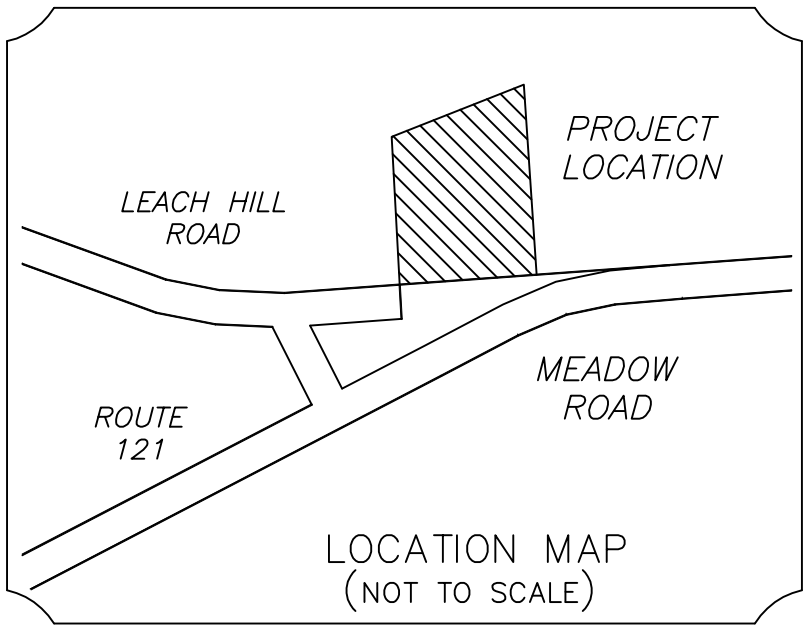 PROJECT
LOCATION
LEACH HILL
ROAD
MEADOW
ROAD
ROUTE
121
LOCATION MAP
(NOT TO SCALE)